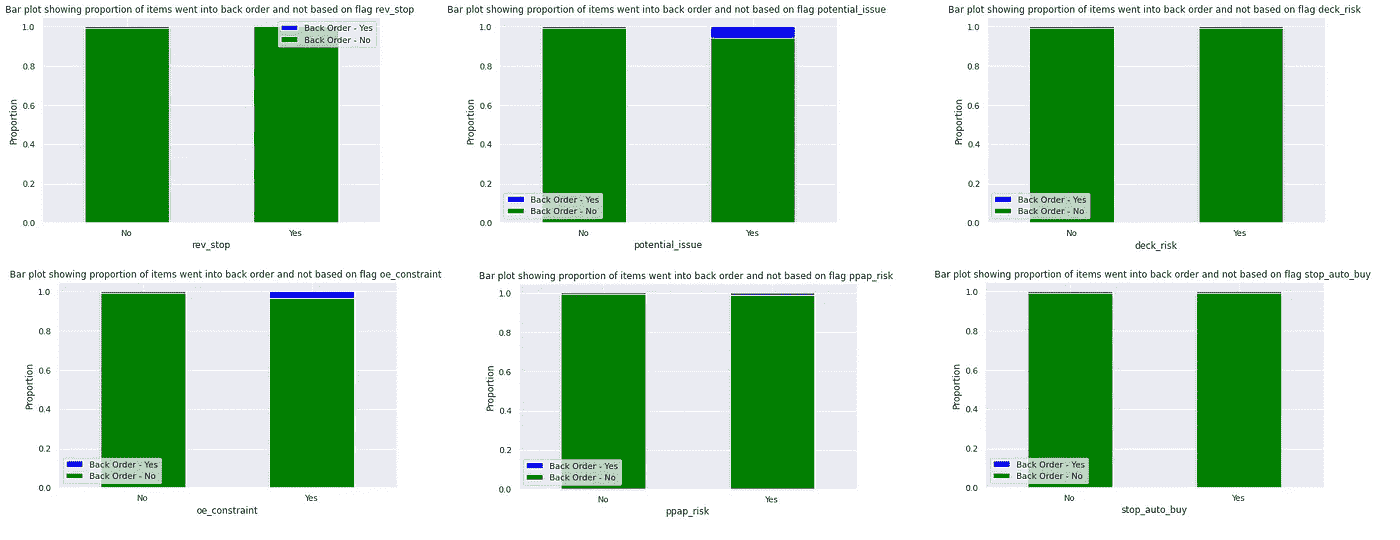 Bar plot showing proportion of items went into back order and not based on flag rev_stop
1.0
0.8
0.6
0.4
0.2
0.0
Proportion
Back Order - Yes
Back Order - No
No
Yes
rev_stop
Bar plot showing proportion of items went into back order and not based on flag potential_issue
1.0
0.8
0.6
0.4
0.2
0.0
Proportion
Back Order - Yes
Back Order - No
No
Yes
potential_issue
Bar plot showing proportion of items went into back order and not based on flag deck_risk
1.0
0.8
0.6
0.4
0.2
0.0
Proportion
Back Order - Yes
Back Order - No
No
Yes
deck_risk
Bar plot showing proportion of items went into back order and not based on flag oe_constraint
1.0
0.8
0.6
0.4
0.2
0.0
Proportion
Back Order - Yes
Back Order - No
No
Yes
oe_constraint
Bar plot showing proportion of items went into back order and not based on flag ppap_risk
1.0
0.8
0.6
0.4
0.2
0.0
Proportion
Back Order - Yes
Back Order - No
No
Yes
ppap_risk
Bar plot showing proportion of items went into back order and not based on flag stop_auto_buy
1.0
0.8
0.6
0.4
0.2
0.0
Proportion
Back Order - Yes
Back Order - No
No
Yes
stop_auto_buy